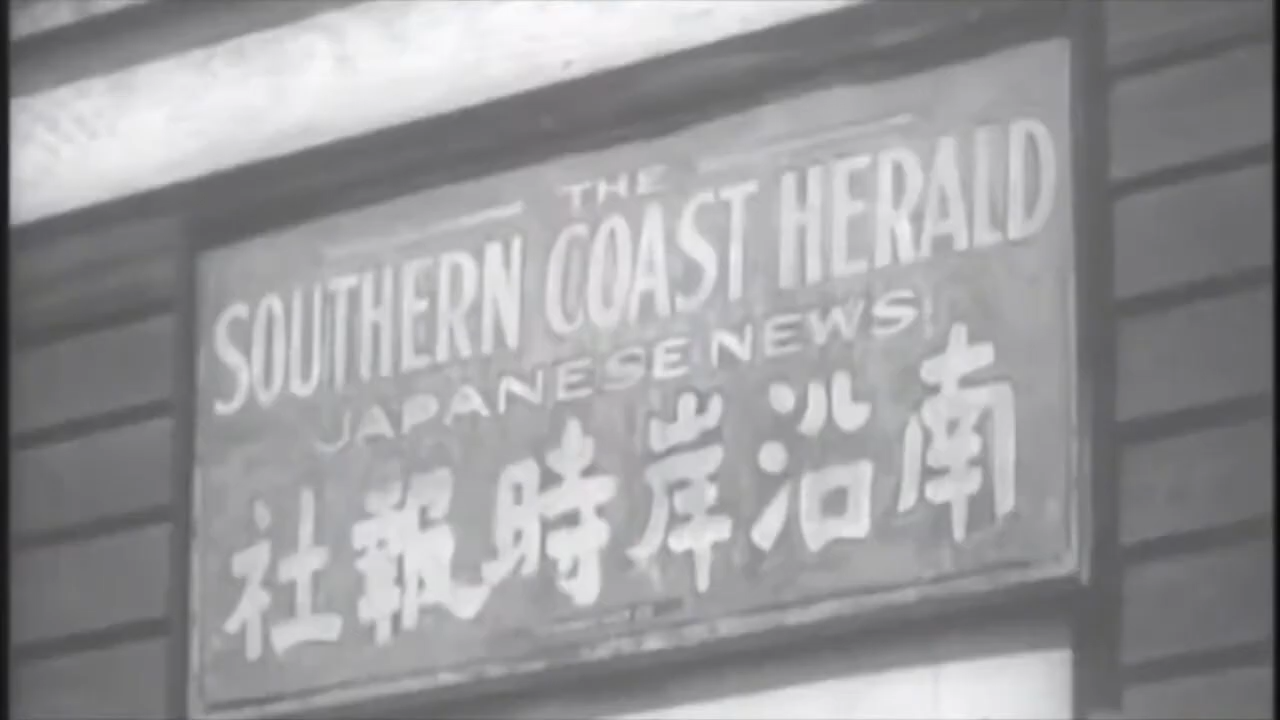 THE
SOUTHERN COAST HERALD
JAPANESE NEWS!
南沿岸時報社